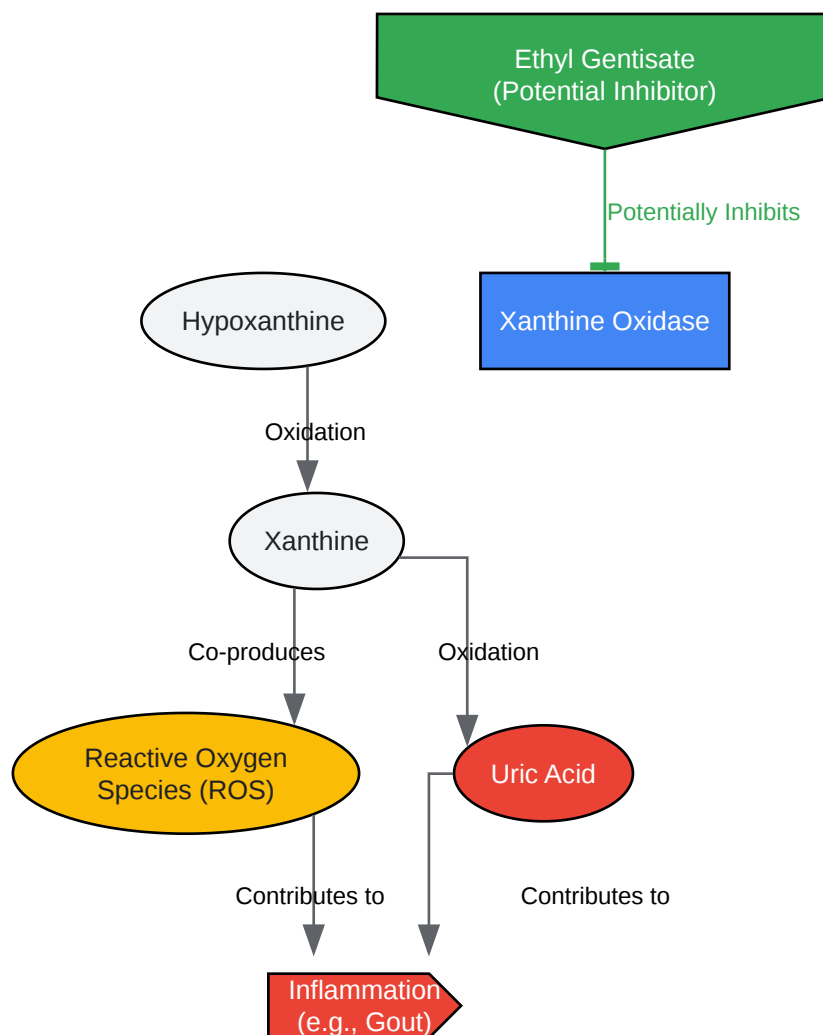 Ethyl Gentisate
(Potential Inhibitor)
Potentially Inhibits
Hypoxanthine
Xanthine Oxidase
Oxidation
Xanthine
Co-produces
Oxidation
Reactive Oxygen
Species (ROS)
Uric Acid
Contributes to
Contributes to
Inflammation
(e.g., Gout)